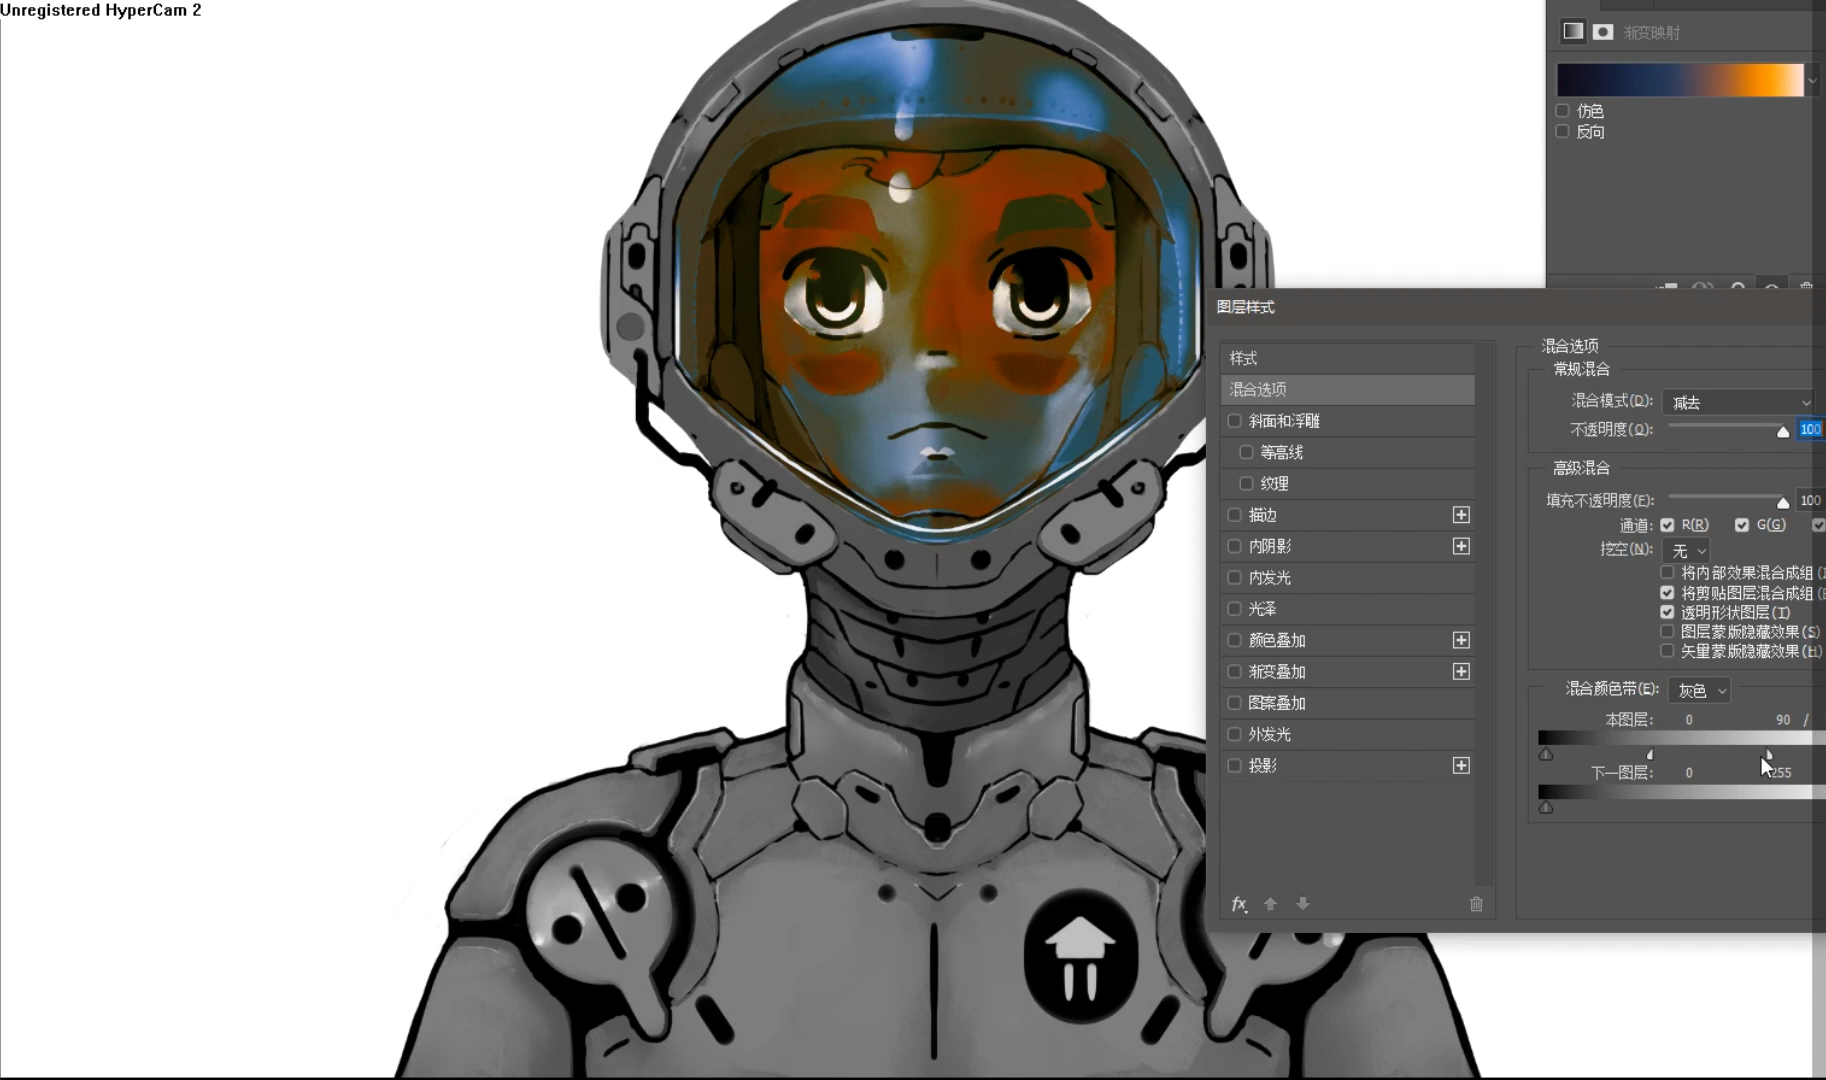 Unregistered HyperCam 2
渐变映射
仿色
反向
图层样式
样式
混合选项
斜面和浮雕
等高线
纹理
描边
内阴影
内发光
光泽
颜色叠加
渐变叠加
图案叠加
外发光
投影
fx
混合选项
常规混合
混合模式(D): 减去
不透明度(O): 100
高级混合
填充不透明度(E): 100
通道: R(R) G(G)
挖空(N): 无
将内部效果混合成组(I
将剪贴图层混合成组(B
透明形状图层(T)
图层蒙版隐藏效果(S)
矢量蒙版隐藏效果(H)
混合颜色带(E): 灰色
本图层: 0 90 /
下一图层: 0 255